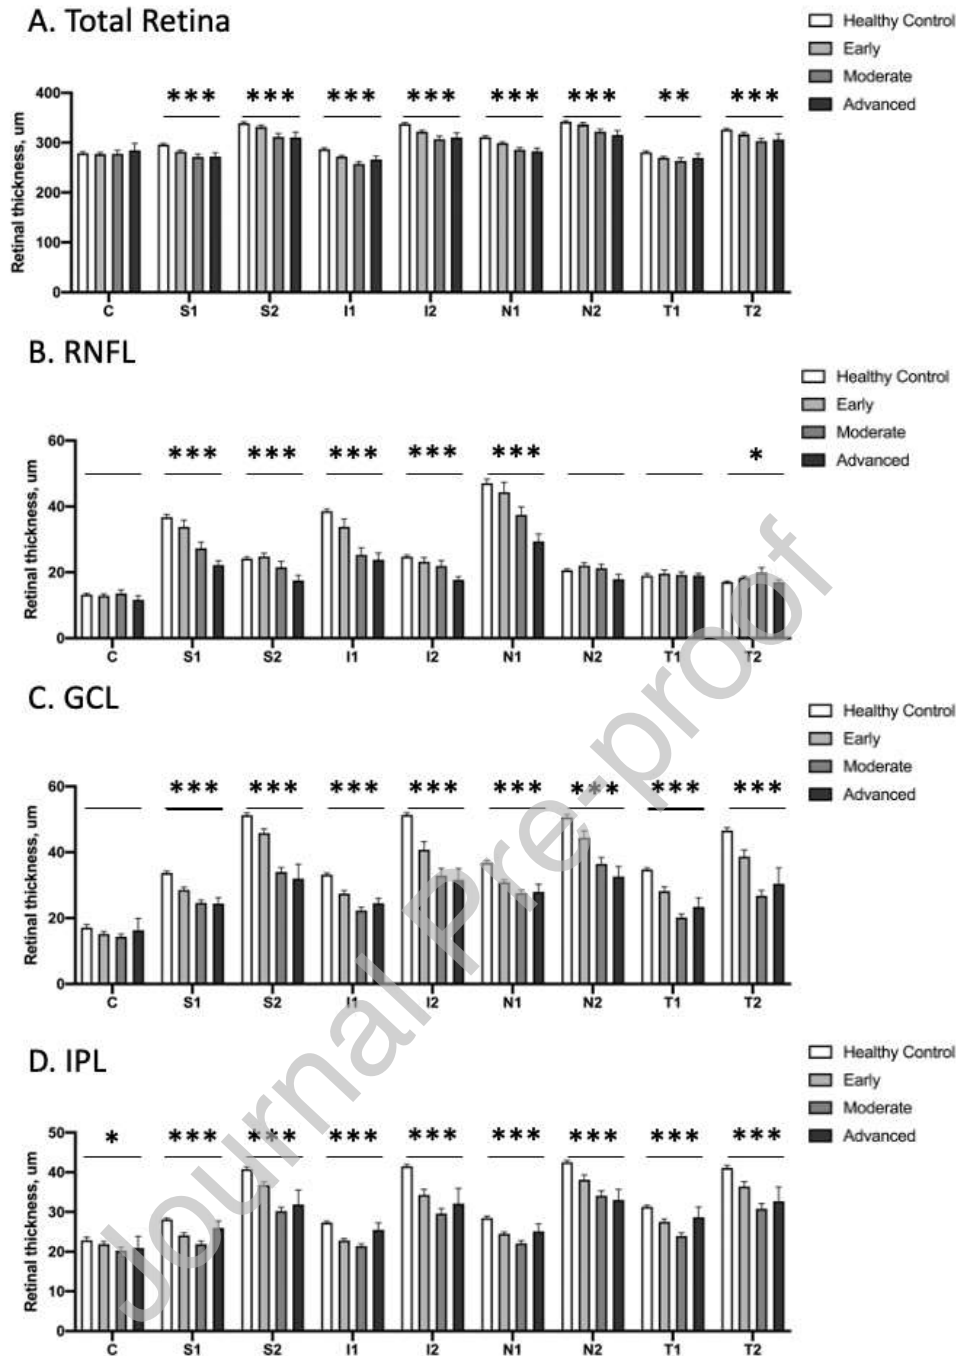 A. Total Retina
Healthy Control
Early
Moderate
Advanced
Retinal thickness, um
400
300
200
100
0
*** *** *** *** *** *** ** ***
C S1 S2 I1 I2 N1 N2 T1 T2
B. RNFL
Healthy Control
Early
Moderate
Advanced
Retinal thickness, um
60
40
20
0
*** *** *** *** *** *
C S1 S2 I1 I2 N1 N2 T1 T2
C. GCL
Healthy Control
Early
Moderate
Advanced
Retinal thickness, um
60
40
20
0
*** *** *** *** *** *** *** ***
C S1 S2 I1 I2 N1 N2 T1 T2
D. IPL
Healthy Control
Early
Moderate
Advanced
Retinal thickness, um
50
40
30
20
10
0
* *** *** *** *** *** *** *** ***
C S1 S2 I1 I2 N1 N2 T1 T2
Journal Pre-proof